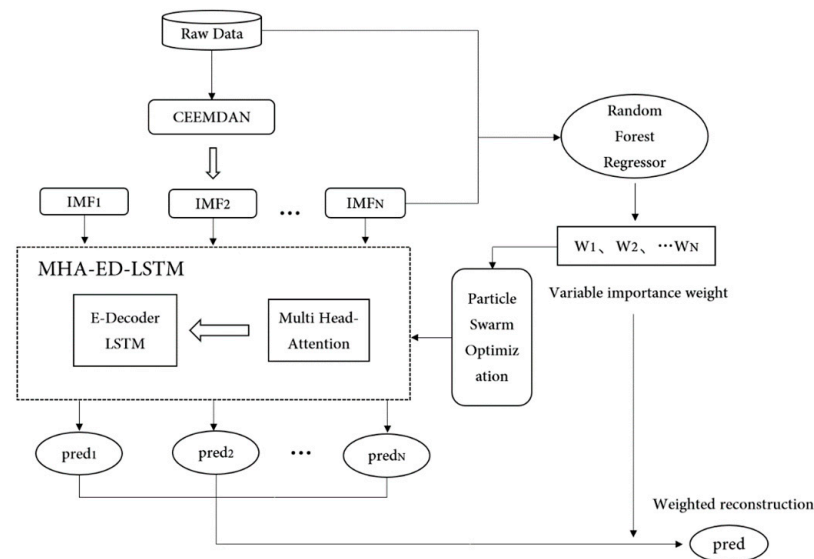 Raw Data
CEEMDAN
Random
Forest
Regressor
IMF1
IMF2
...
IMFN
W1、W2、…WN
Variable importance weight
MHA-ED-LSTM
E-Decoder
LSTM
Multi Head-
Attention
Particle
Swarm
Optimiz
ation
pred1
pred2
...
predN
Weighted reconstruction
pred